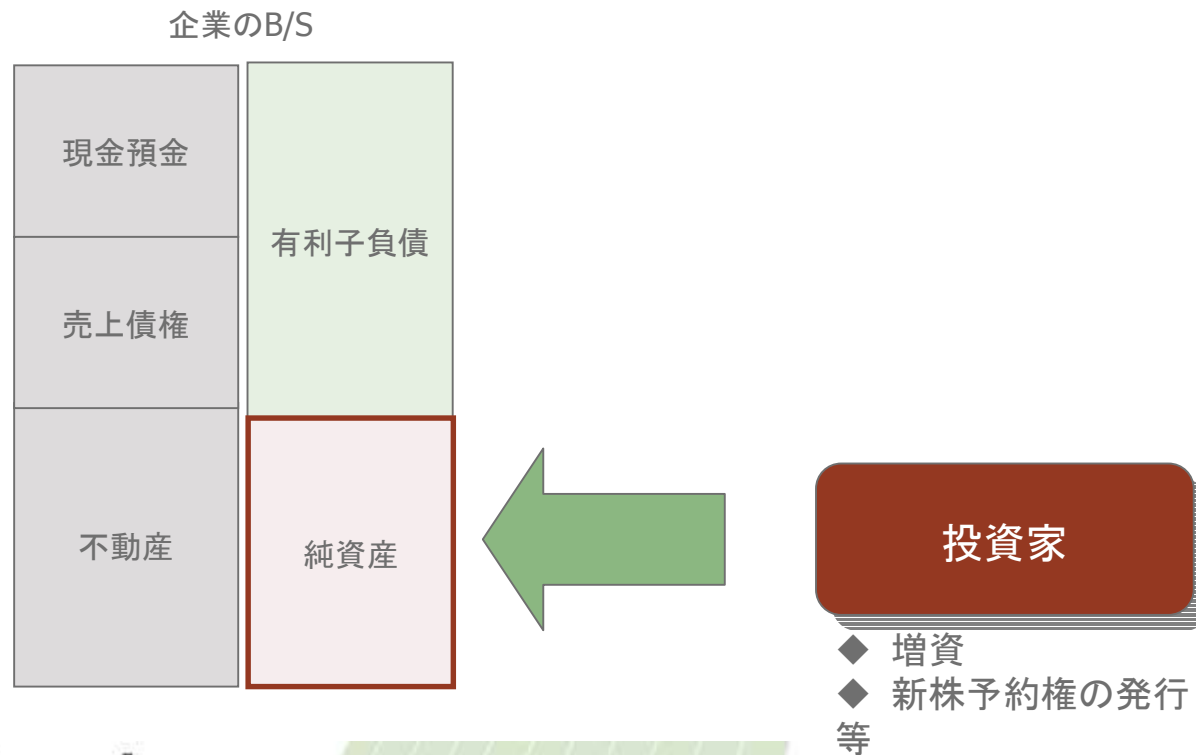 企業のB/S
現金預金
有利子負債
売上債権
不動産
純資産
投資家
◆ 増資
◆ 新株予約権の発行
等